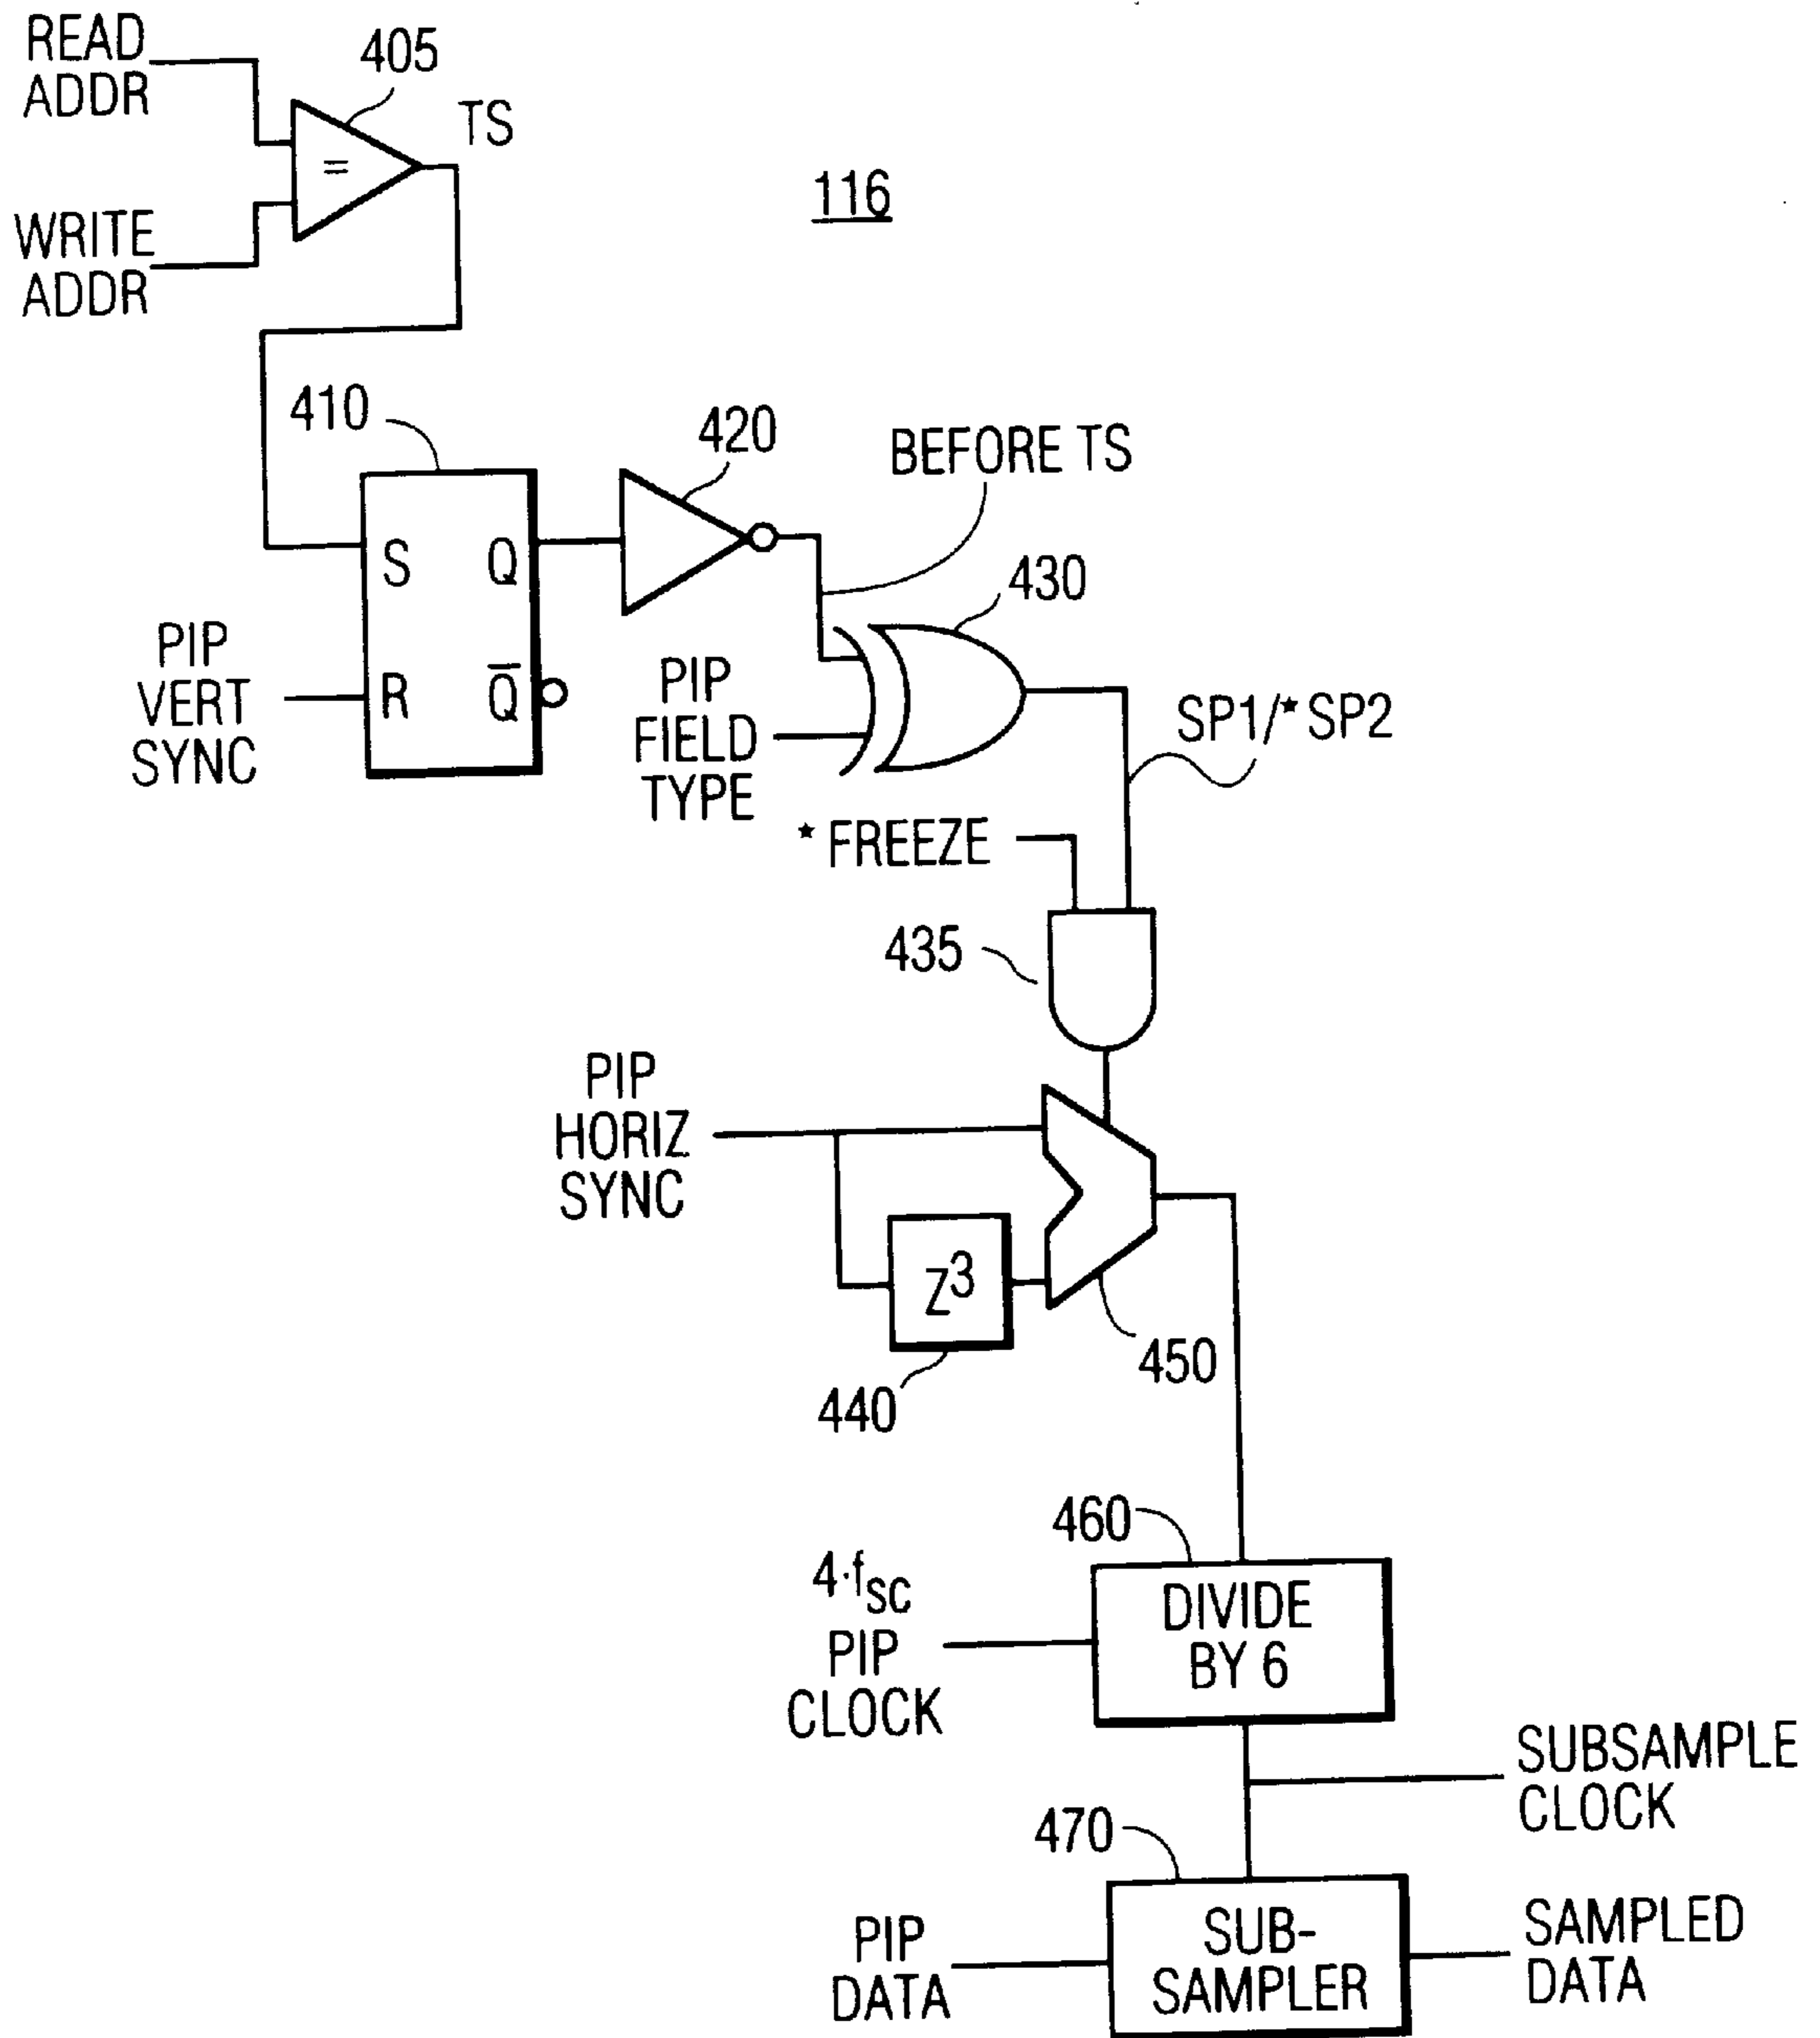 READ
ADDR
405
TS
=
WRITE
ADDR
116
410
420
BEFORE TS
S
Q
R
Q̅
PIP
VERT
SYNC
430
PIP
FIELD
TYPE
SP1/*SP2
* FREEZE
435
PIP
HORIZ
SYNC
Z³
440
450
460
4·fSC
PIP
CLOCK
DIVIDE
BY 6
SUBSAMPLE
CLOCK
470
PIP
DATA
SUB-
SAMPLER
SAMPLED
DATA